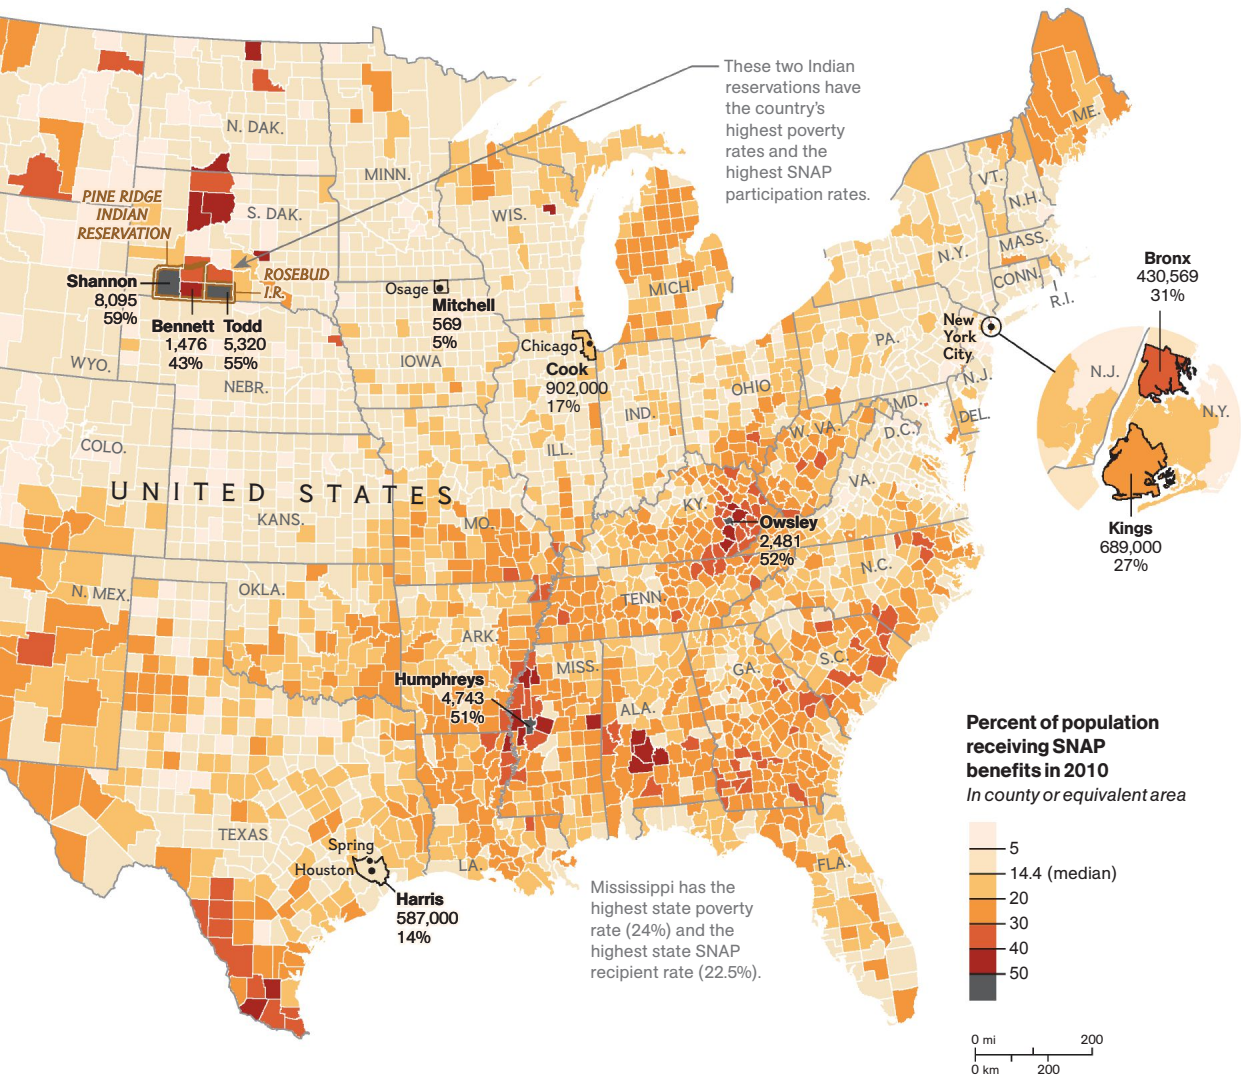 These two Indian
reservations have
the country's
highest poverty
rates and the
highest SNAP
participation rates.
N. DAK.
MINN.
ME.
VT.
N.H.
PINE RIDGE
INDIAN
RESERVATION
S. DAK.
WIS.
N.Y.
MASS.
CONN.
R.I.
ROSEBUD
I.R.
Shannon
8,095
59%
Bennett
1,476
43%
Todd
5,320
55%
Osage
Mitchell
569
5%
MICH.
Bronx
430,569
31%
New
York
City
Chicago
Cook
902,000
17%
WYO.
NEBR.
IOWA
PA.
N.J.
N.J.
N.Y.
OHIO
IND.
ILL.
MD.
DEL.
D.C.
W. VA.
VA.
COLO.
UNITED STATES
KANS.
MO.
KY.
Owsley
2,481
52%
Kings
689,000
27%
N. MEX.
OKLA.
TENN.
N.C.
ARK.
MISS.
ALA.
GA.
S.C.
Humphreys
4,743
51%
TEXAS
Spring
Houston
Harris
587,000
14%
LA.
FLA.
Mississippi has the
highest state poverty
rate (24%) and the
highest state SNAP
recipient rate (22.5%).
Percent of population
receiving SNAP
benefits in 2010
In county or equivalent area
5
14.4 (median)
20
30
40
50
0 mi 200
0 km 200